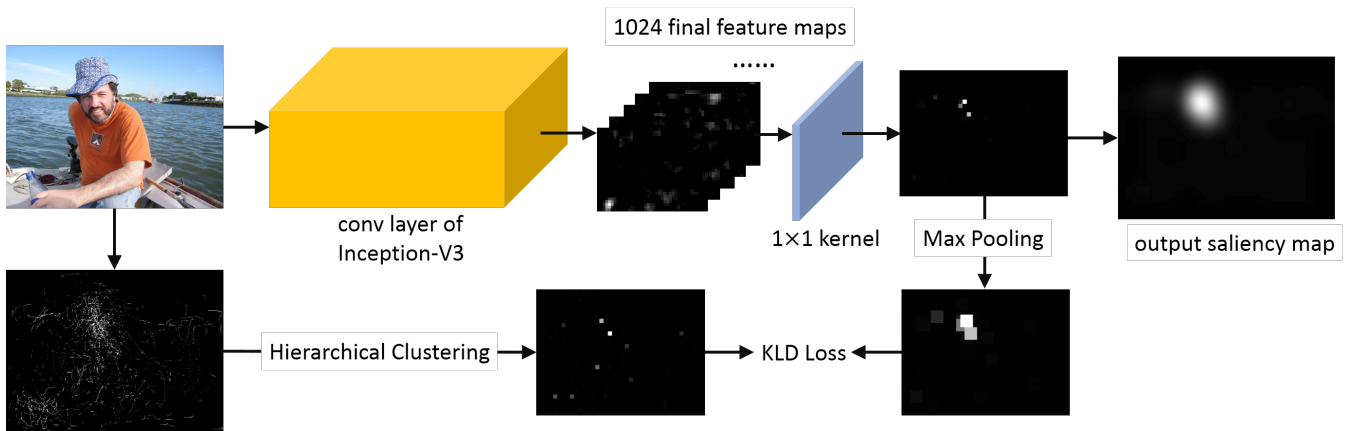 1024 final feature maps
......
conv layer of
Inception-V3
1×1 kernel
Max Pooling
output saliency map
Hierarchical Clustering
KLD Loss